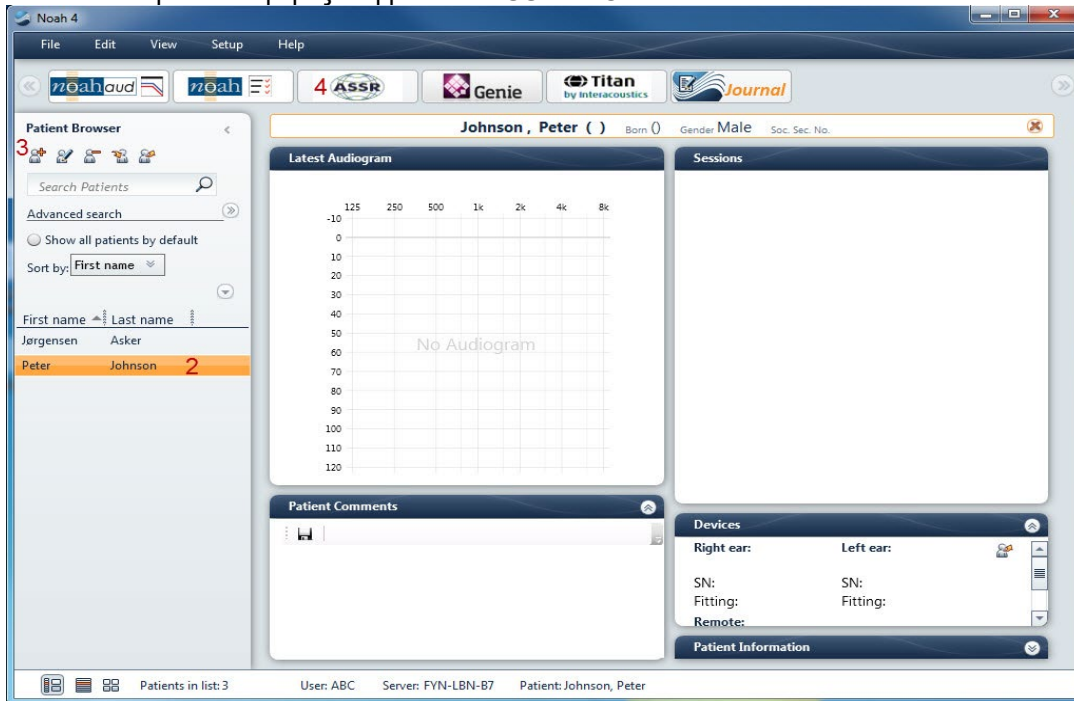 Noah 4
File Edit View Setup Help
noah aud noah 4 ASSR Genie Titan by Interacoustics Journal
Patient Browser
Johnson , Peter ( ) Born () Gender Male Soc. Sec. No.
3
Search Patients
Advanced search
Show all patients by default
Sort by: First name
First name Last name
Jørgensen Asker
Peter Johnson 2
Latest Audiogram
125 250 500 1k 2k 4k 8k
-10
0
10
20
30
40
50
60
70
80
90
100
110
120
No Audiogram
Sessions
Patient Comments
Devices
Right ear: Left ear:
SN: SN:
Fitting: Fitting:
Remote:
Patient Information
Patients in list: 3 User: ABC Server: FYN-LBN-B7 Patient: Johnson, Peter